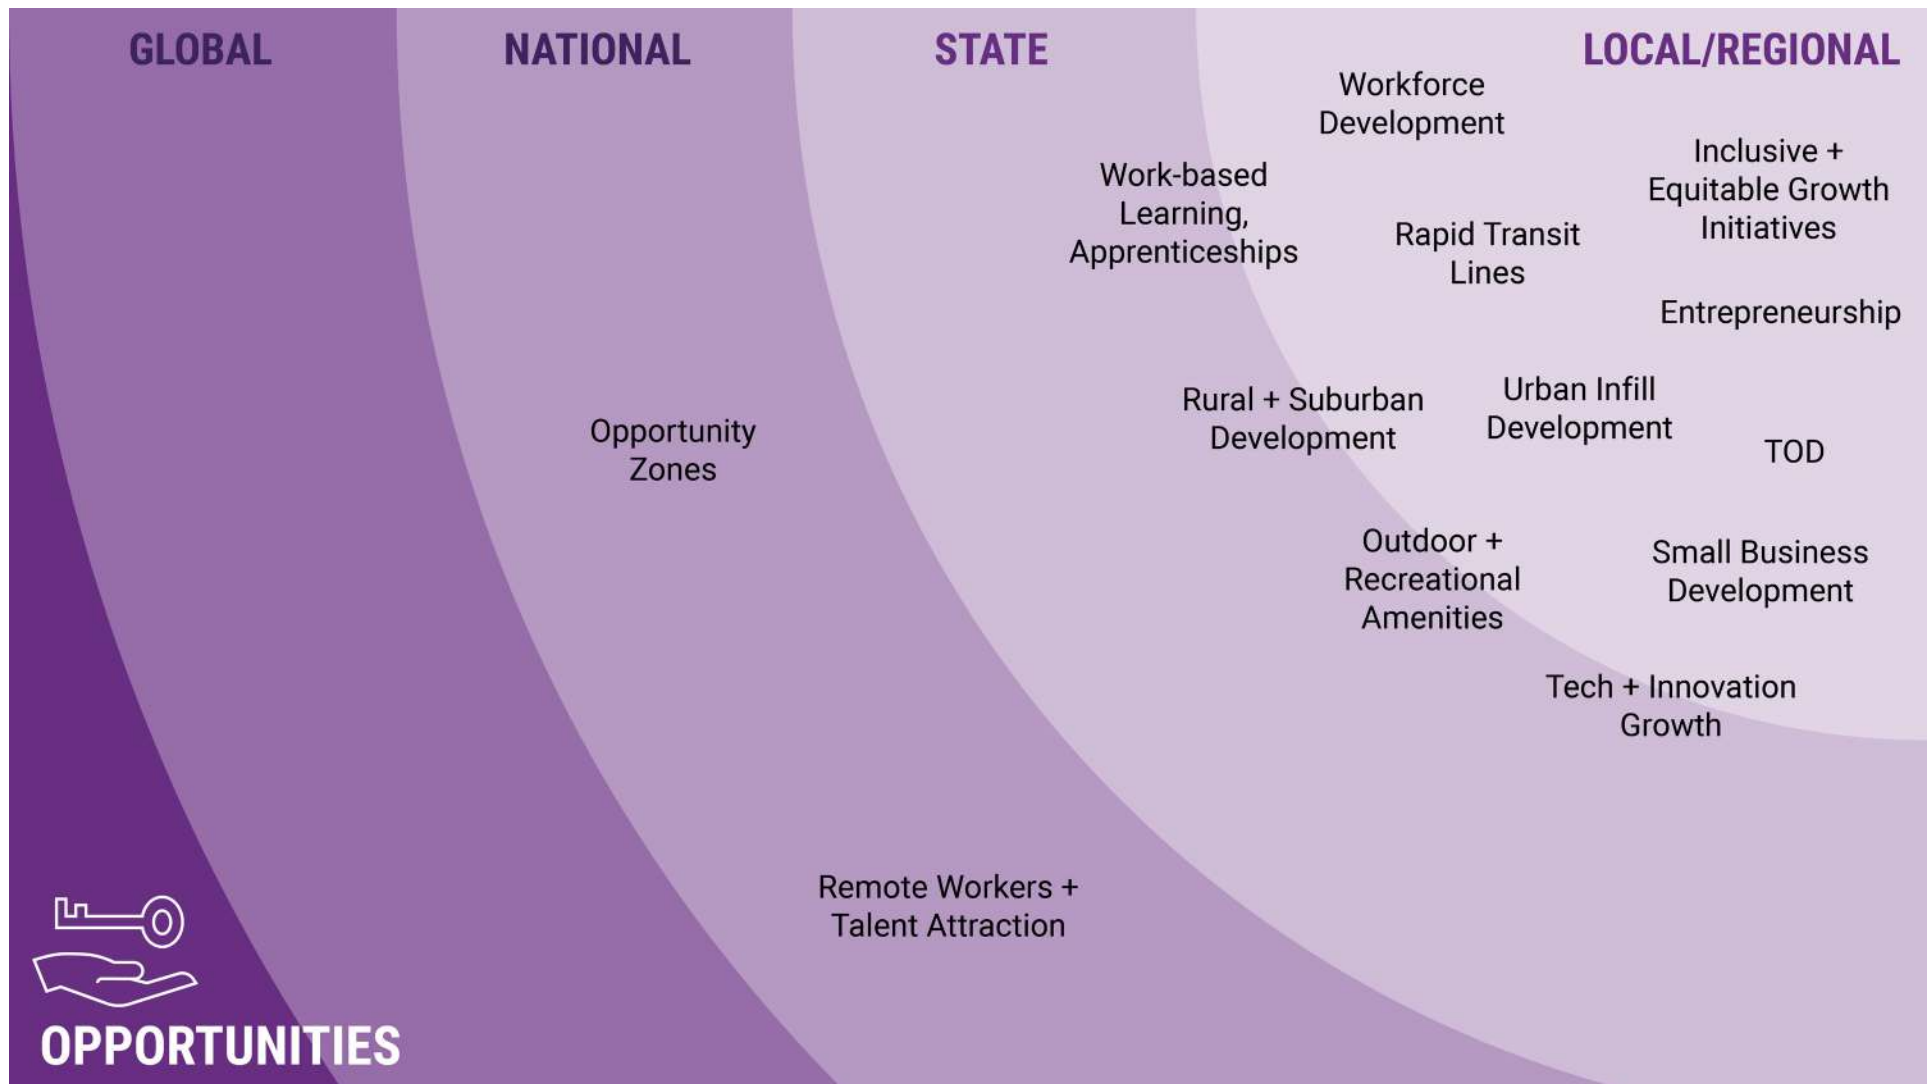 GLOBAL
NATIONAL
STATE
LOCAL/REGIONAL
Workforce
Development
Inclusive +
Equitable Growth
Initiatives
Work-based
Learning,
Apprenticeships
Rapid Transit
Lines
Entrepreneurship
Rural + Suburban
Development
Urban Infill
Development
TOD
Opportunity
Zones
Outdoor +
Recreational
Amenities
Small Business
Development
Tech + Innovation
Growth
Remote Workers +
Talent Attraction
OPPORTUNITIES